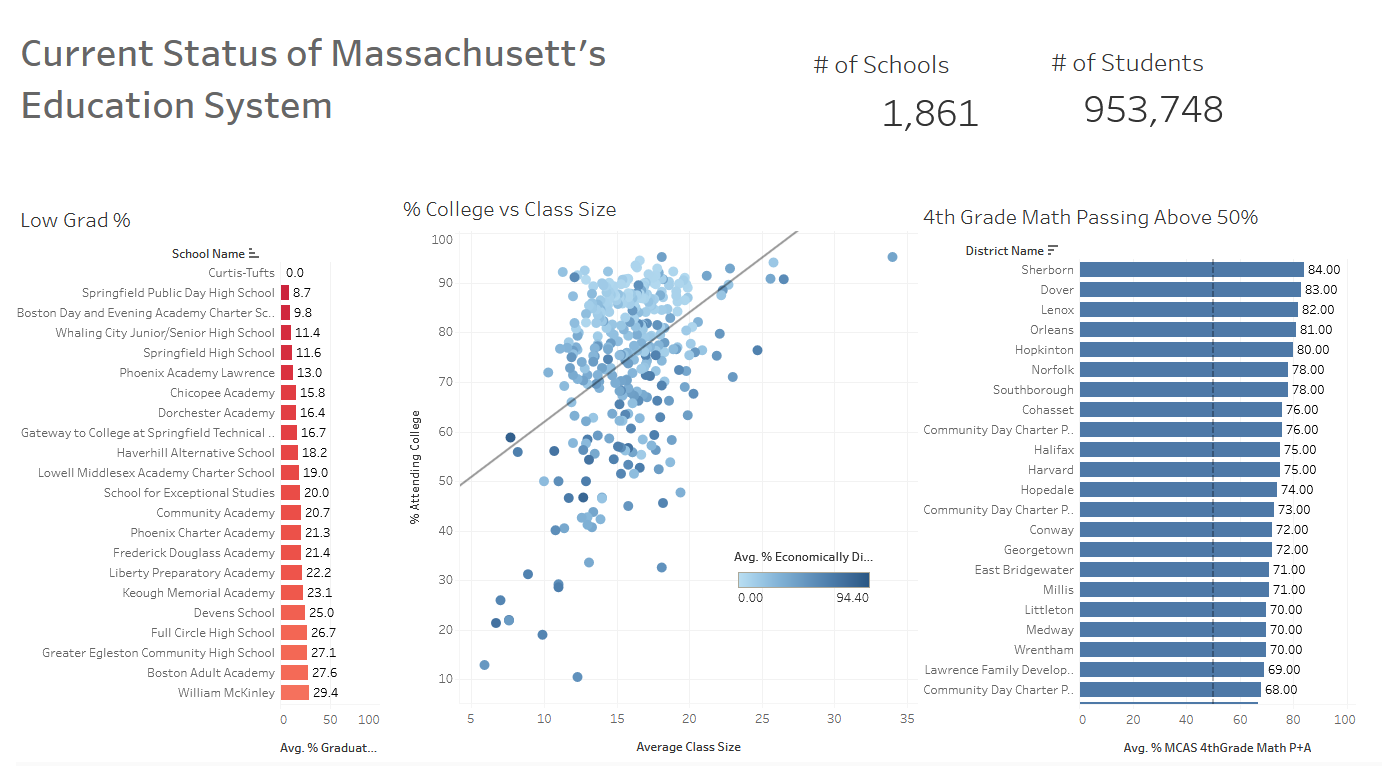 Current Status of Massachusett’s
Education System
# of Schools
1,861
# of Students
953,748
Low Grad %
School Name
Curtis-Tufts 0.0
Springfield Public Day High School 8.7
Boston Day and Evening Academy Charter Sc.. 9.8
Whaling City Junior/Senior High School 11.4
Springfield High School 11.6
Phoenix Academy Lawrence 13.0
Chicopee Academy 15.8
Dorchester Academy 16.4
Gateway to College at Springfield Technical .. 16.7
Haverhill Alternative School 18.2
Lowell Middlesex Academy Charter School 19.0
School for Exceptional Studies 20.0
Community Academy 20.7
Phoenix Charter Academy 21.3
Frederick Douglass Academy 21.4
Liberty Preparatory Academy 22.2
Keough Memorial Academy 23.1
Devens School 25.0
Full Circle High School 26.7
Greater Egleston Community High School 27.1
Boston Adult Academy 27.6
William McKinley 29.4
0 50 100
Avg. % Graduat...
% College vs Class Size
% Attending College
100
90
80
70
60
50
40
30
20
10
5 10 15 20 25 30 35
Average Class Size
Avg. % Economically Di...
0.00 94.40
4th Grade Math Passing Above 50%
District Name
Sherborn 84.00
Dover 83.00
Lenox 82.00
Orleans 81.00
Hopkinton 80.00
Norfolk 78.00
Southborough 78.00
Cohasset 76.00
Community Day Charter P.. 76.00
Halifax 75.00
Harvard 75.00
Hopedale 74.00
Community Day Charter P.. 73.00
Conway 72.00
Georgetown 72.00
East Bridgewater 71.00
Millis 71.00
Littleton 70.00
Medway 70.00
Wrentham 70.00
Lawrence Family Develop.. 69.00
Community Day Charter P.. 68.00
0 20 40 60 80 100
Avg. % MCAS 4thGrade Math P+A